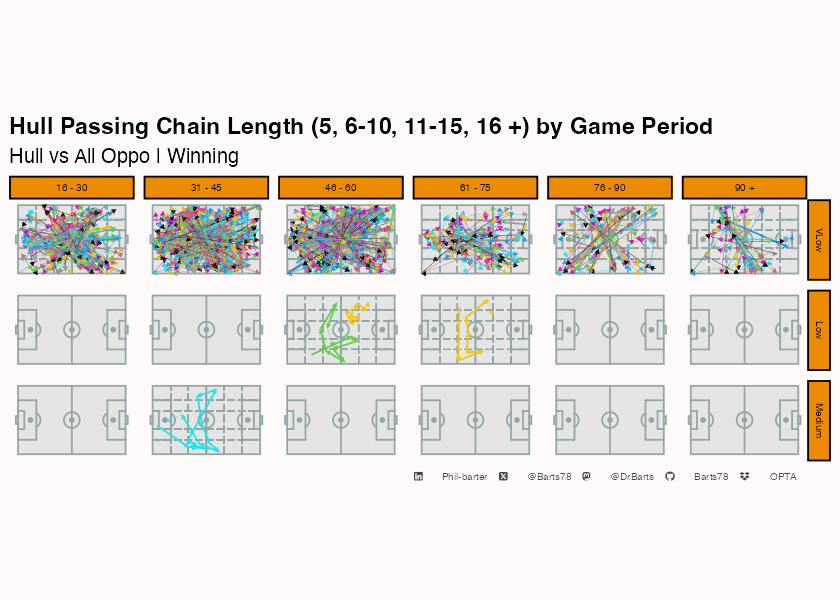 Hull Passing Chain Length (5, 6-10, 11-15, 16 +) by Game Period
Hull vs All Oppo | Winning
16 - 30
31 - 45
46 - 60
61 - 75
76 - 90
90 +
VLow
Low
Medium
Phil-barter @Barts78 @DrBarts Barts78 OPTA